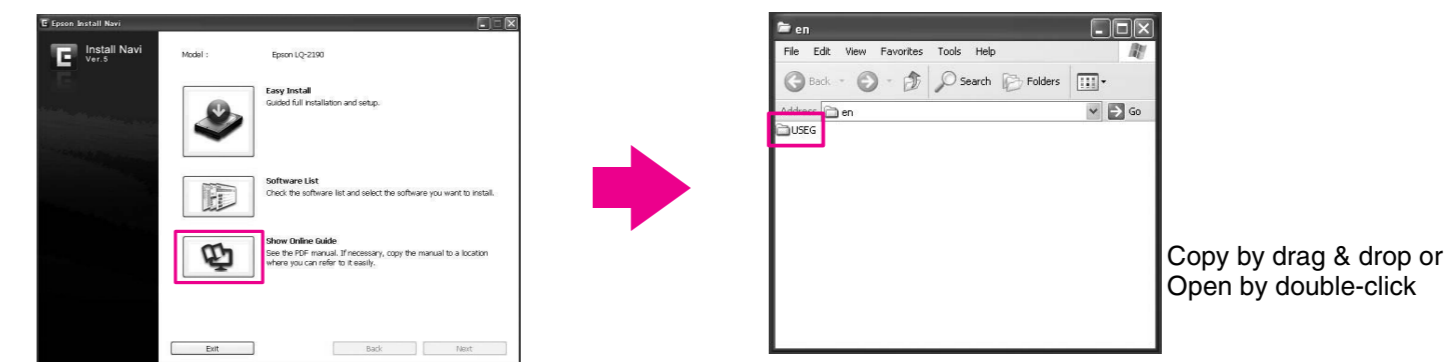 Epson Install Navi
Install Navi
Ver.5
Model : Epson LQ-2190
Easy Install
Guided full installation and setup.
Software List
Check the software list and select the software you want to install.
Show Online Guide
See the PDF manual. If necessary, copy the manual to a location
where you can refer to it easily.
Exit Back Next
en
File Edit View Favorites Tools Help
Back Search Folders
Address en Go
USEG
Copy by drag & drop or
Open by double-click